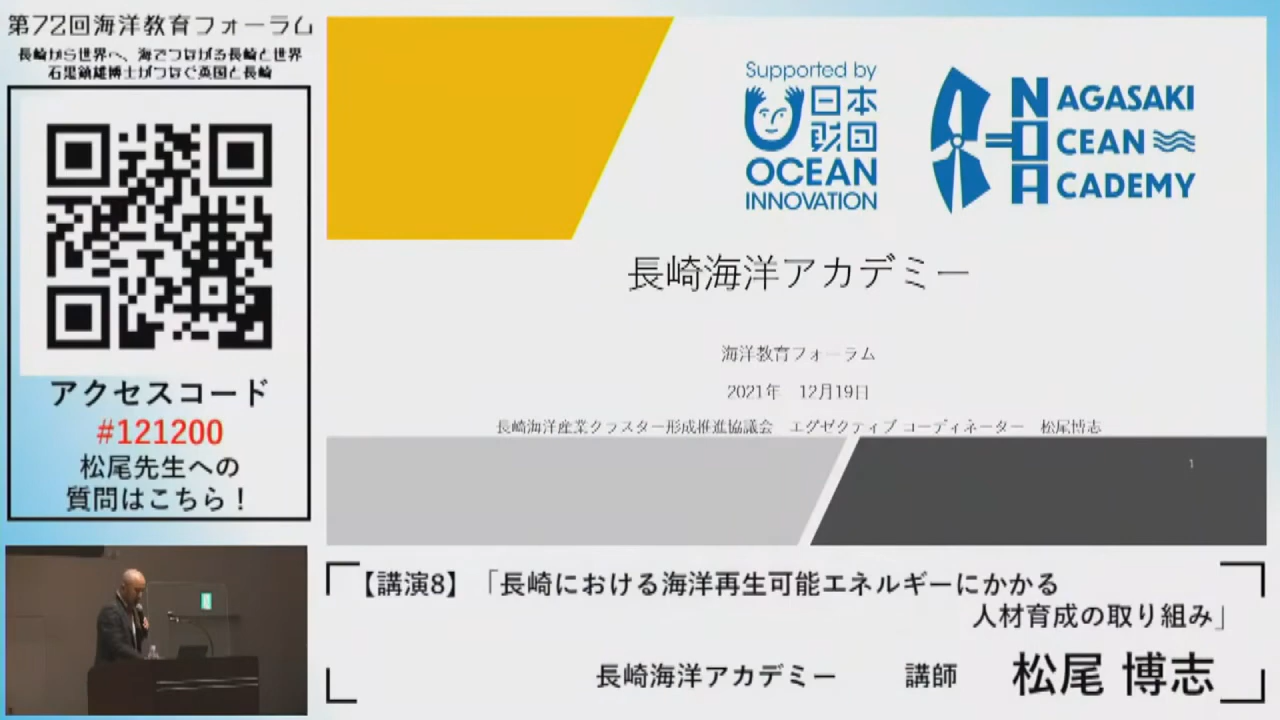 第72回海洋教育フォーラム
長崎から世界へ、海でつながる長崎と世界
石黒鎮雄博士がつなぐ英国と長崎
アクセスコード
#121200
松尾先生への
質問はこちら！
Supported by
日本
財団
OCEAN
INNOVATION
NAGASAKI
OCEAN
ACADEMY
長崎海洋アカデミー
海洋教育フォーラム
2021年　12月19日
長崎海洋産業クラスター形成推進協議会　エグゼクティブ コーディネーター　松尾博志
1
【講演8】「長崎における海洋再生可能エネルギーにかかる
人材育成の取り組み」
長崎海洋アカデミー　講師　松尾 博志